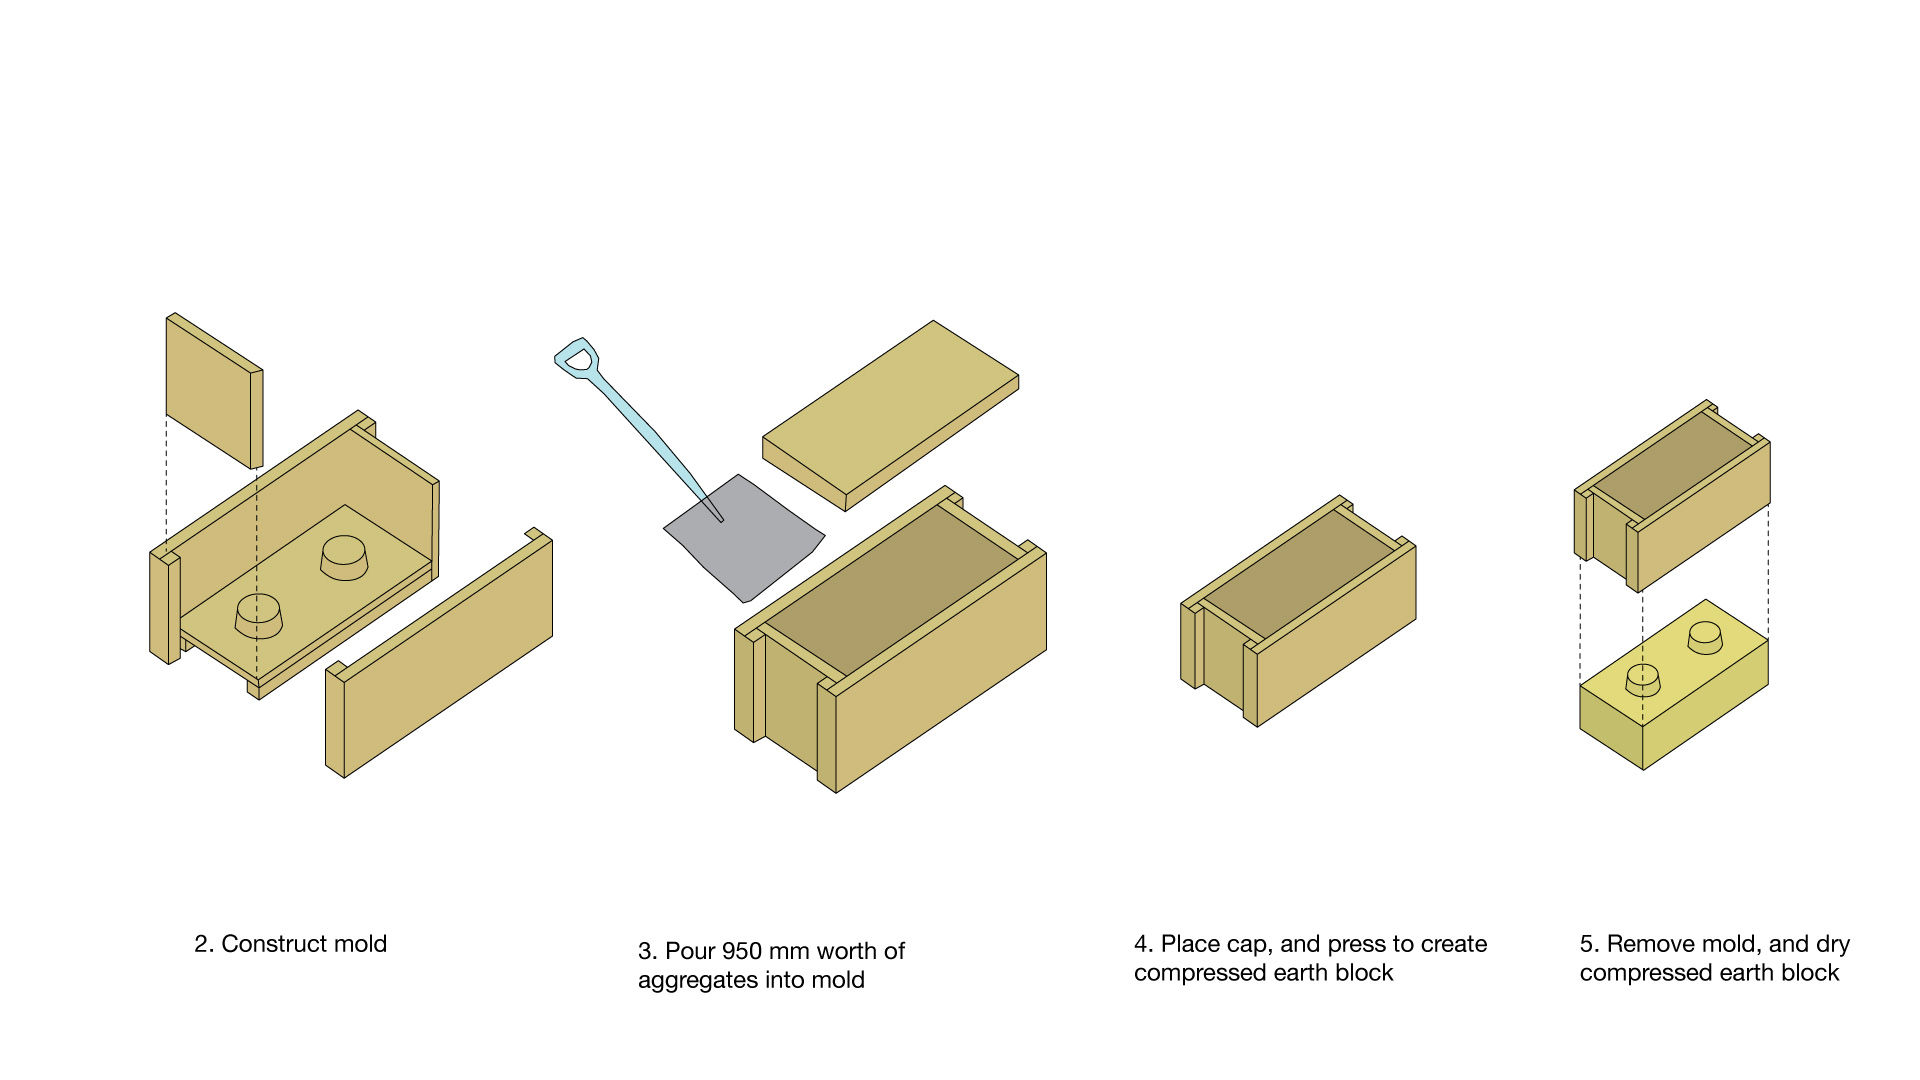 2. Construct mold
3. Pour 950 mm worth of
aggregates into mold
4. Place cap, and press to create
compressed earth block
5. Remove mold, and dry
compressed earth block